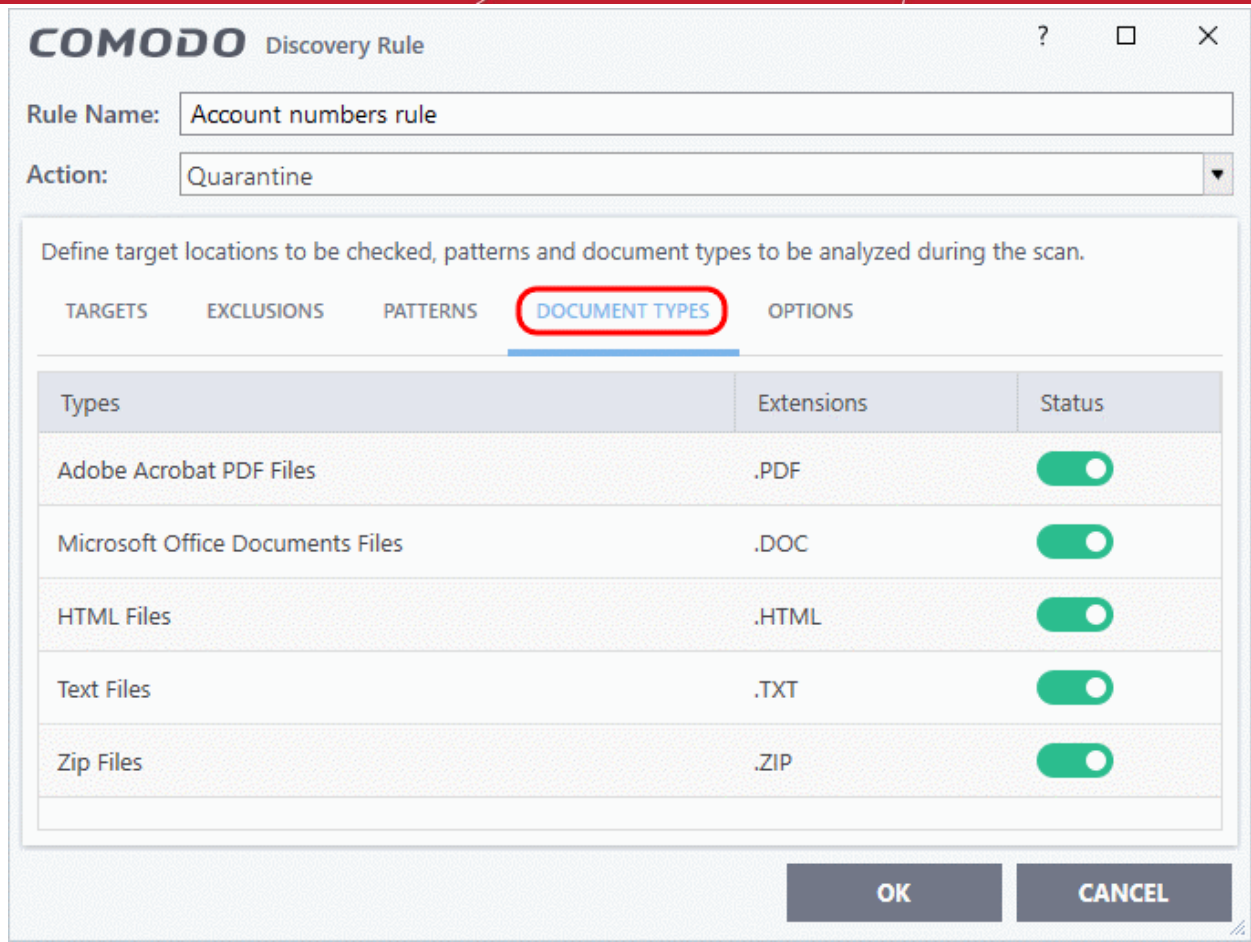 COMODO Discovery Rule ?
Rule Name: Account numbers rule
Action: Quarantine
Define target locations to be checked, patterns and document types to be analyzed during the scan.
TARGETS EXCLUSIONS PATTERNS DOCUMENT TYPES OPTIONS
Types Extensions Status
Adobe Acrobat PDF Files .PDF
Microsoft Office Documents Files .DOC
HTML Files .HTML
Text Files .TXT
Zip Files .ZIP
OK CANCEL